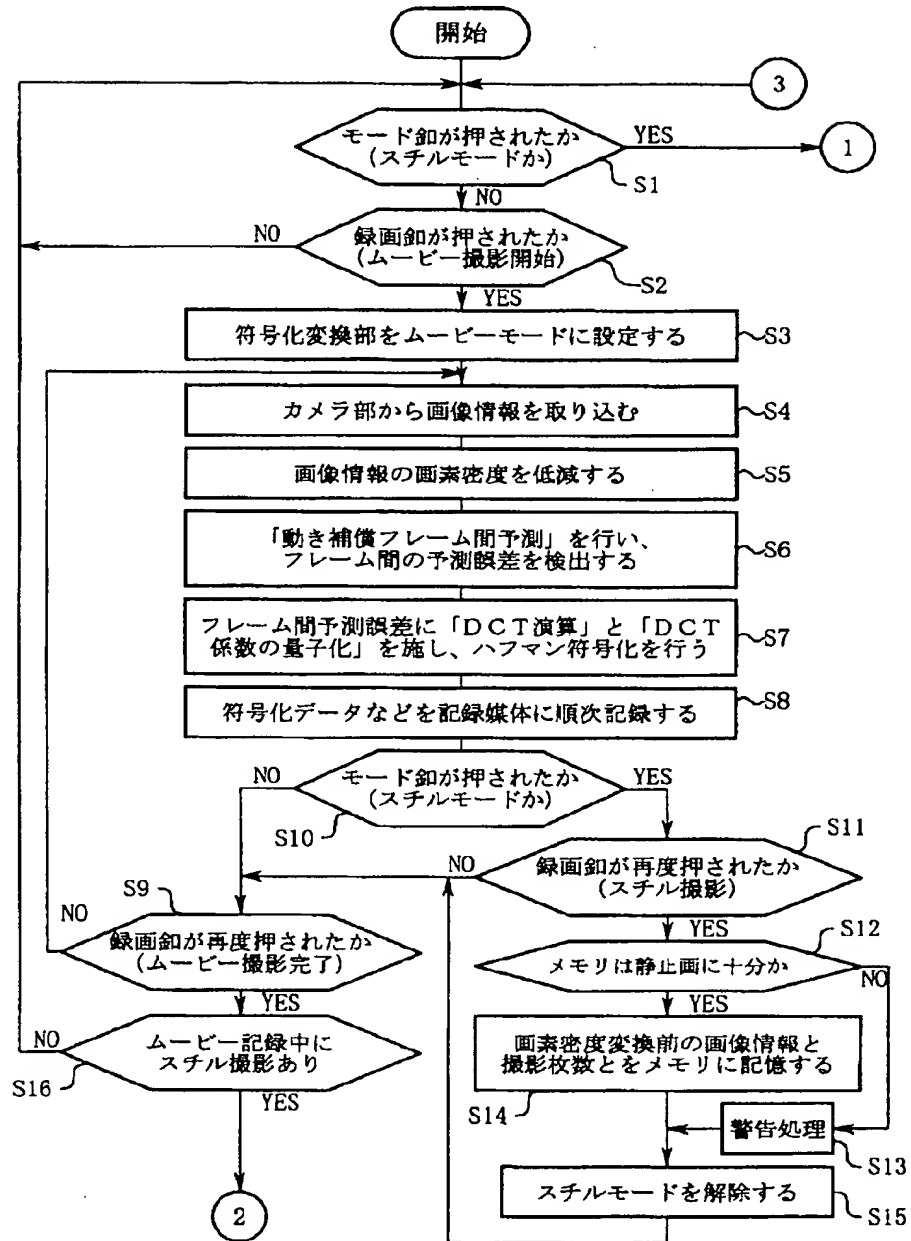 開始
3
モード釦が押されたか
(スチルモードか)
YES
1
S1
NO
録画釦が押されたか
(ムービー撮影開始)
NO
S2
YES
符号化変換部をムービーモードに設定する
S3
カメラ部から画像情報を取り込む
S4
画像情報の画素密度を低減する
S5
「動き補償フレーム間予測」を行い、
フレーム間の予測誤差を検出する
S6
フレーム間予測誤差に「DCT演算」と「DCT
係数の量子化」を施し、ハフマン符号化を行う
S7
符号化データなどを記録媒体に順次記録する
S8
モード釦が押されたか
(スチルモードか)
NO
YES
S10
S11
録画釦が再度押されたか
(スチル撮影)
NO
YES
S9
録画釦が再度押されたか
(ムービー撮影完了)
NO
YES
S12
メモリは静止画に十分か
NO
YES
ムービー記録中に
スチル撮影あり
NO
S16
YES
画素密度変換前の画像情報と
撮影枚数とをメモリに記憶する
S14
警告処理
S13
スチルモードを解除する
S15
2